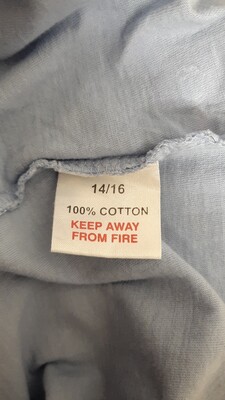 14/16
100% COTTON
KEEP AWAY
FROM FIRE